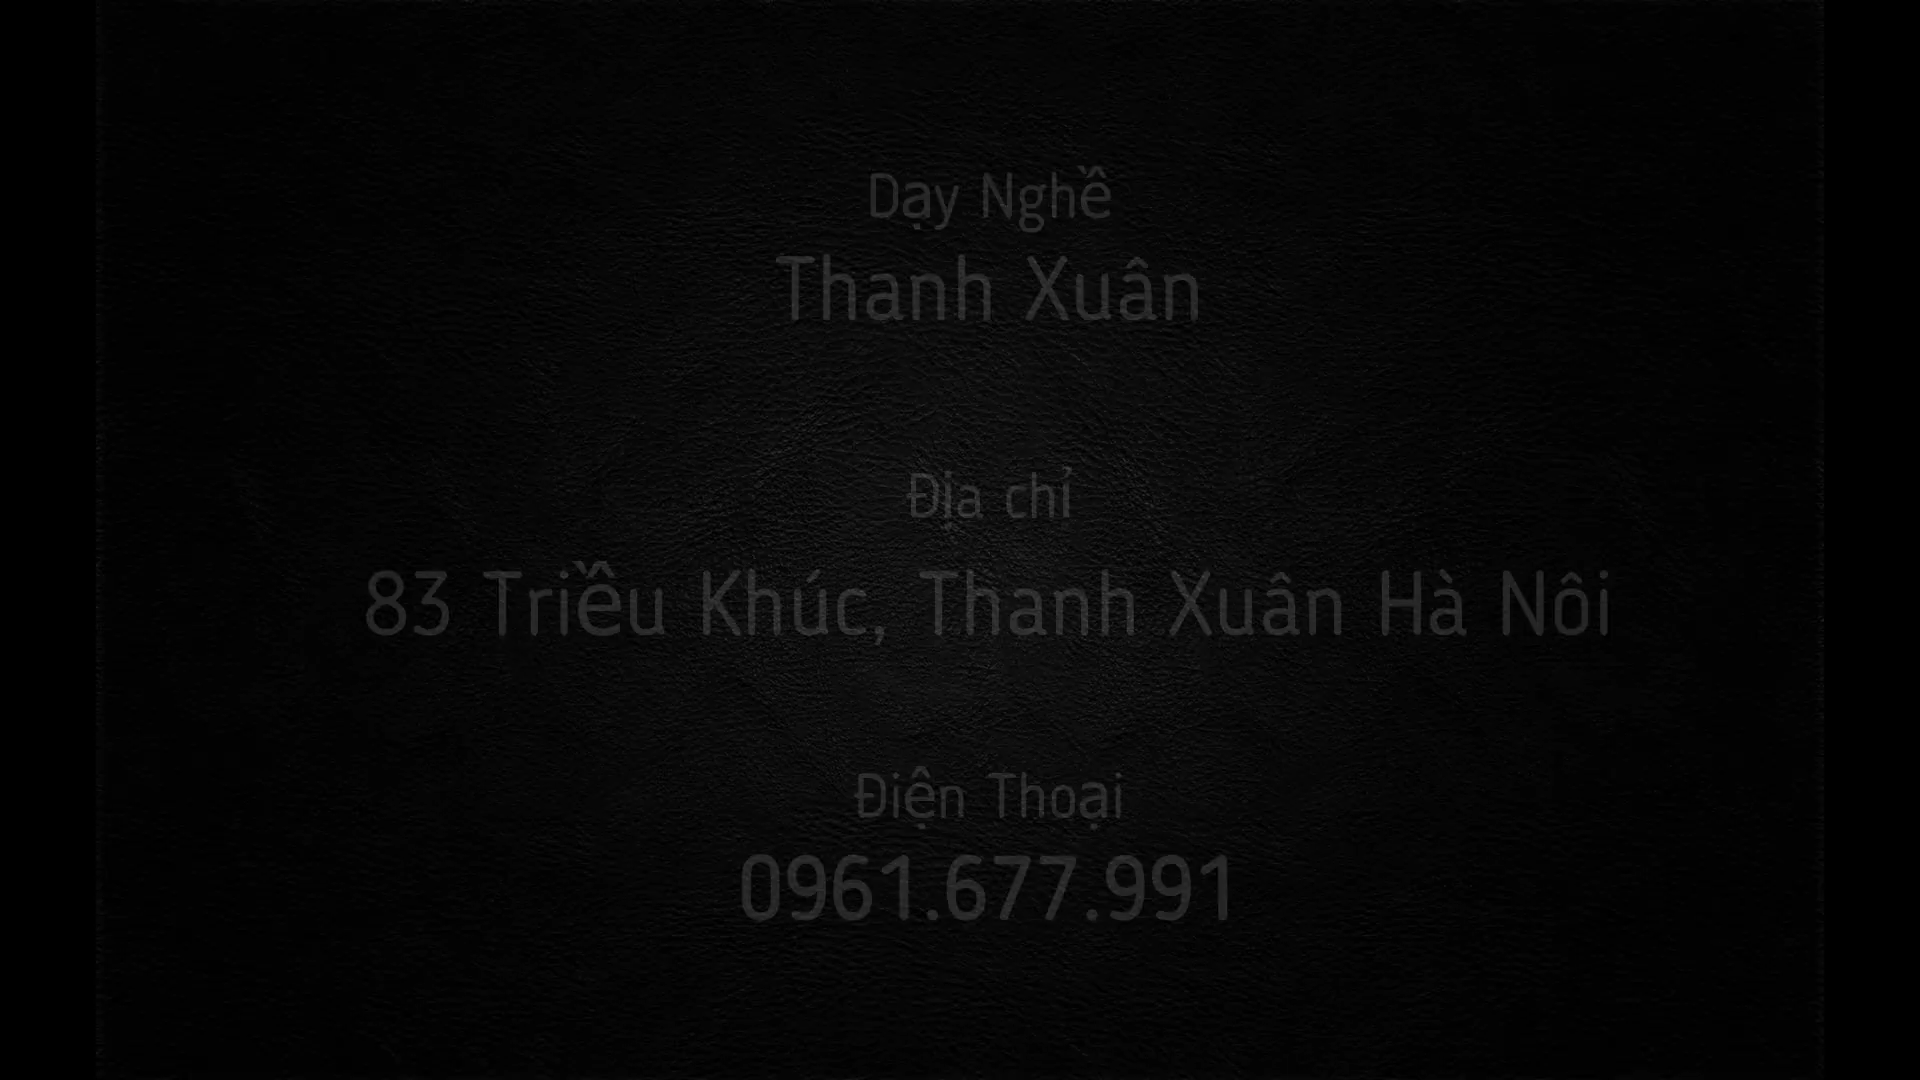 Dạy Nghề
Thanh Xuân
Địa chỉ
83 Triều Khúc, Thanh Xuân Hà Nôi
Điện Thoại
0961.677.991